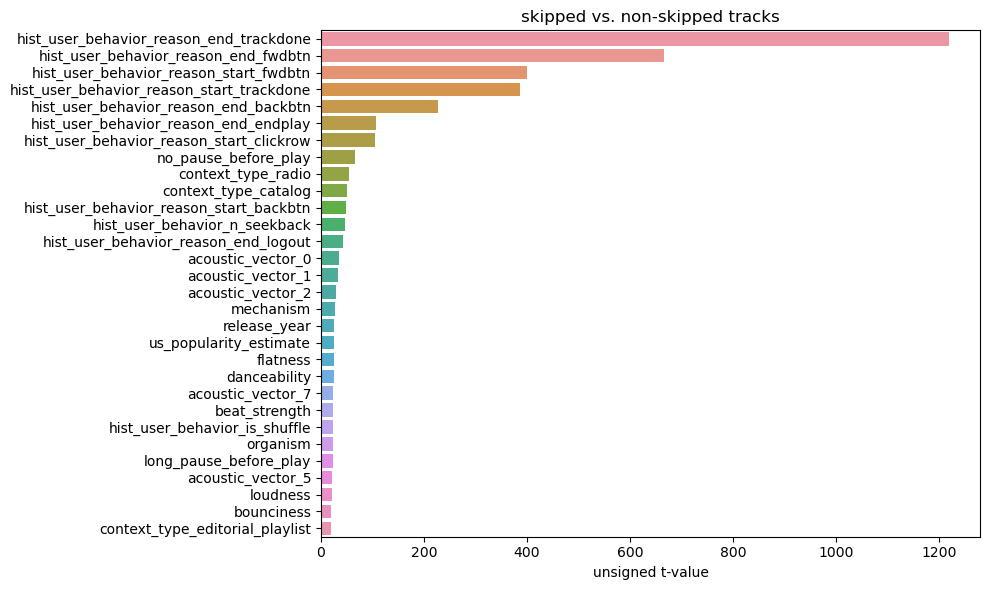 skipped vs. non-skipped tracks
hist_user_behavior_reason_end_trackdone
hist_user_behavior_reason_end_fwdbtn
hist_user_behavior_reason_start_fwdbtn
hist_user_behavior_reason_start_trackdone
hist_user_behavior_reason_end_backbtn
hist_user_behavior_reason_end_endplay
hist_user_behavior_reason_start_clickrow
no_pause_before_play
context_type_radio
context_type_catalog
hist_user_behavior_reason_start_backbtn
hist_user_behavior_n_seekback
hist_user_behavior_reason_end_logout
acoustic_vector_0
acoustic_vector_1
acoustic_vector_2
mechanism
release_year
us_popularity_estimate
flatness
danceability
acoustic_vector_7
beat_strength
hist_user_behavior_is_shuffle
organism
long_pause_before_play
acoustic_vector_5
loudness
bounciness
context_type_editorial_playlist
0 200 400 600 800 1000 1200
unsigned t-value